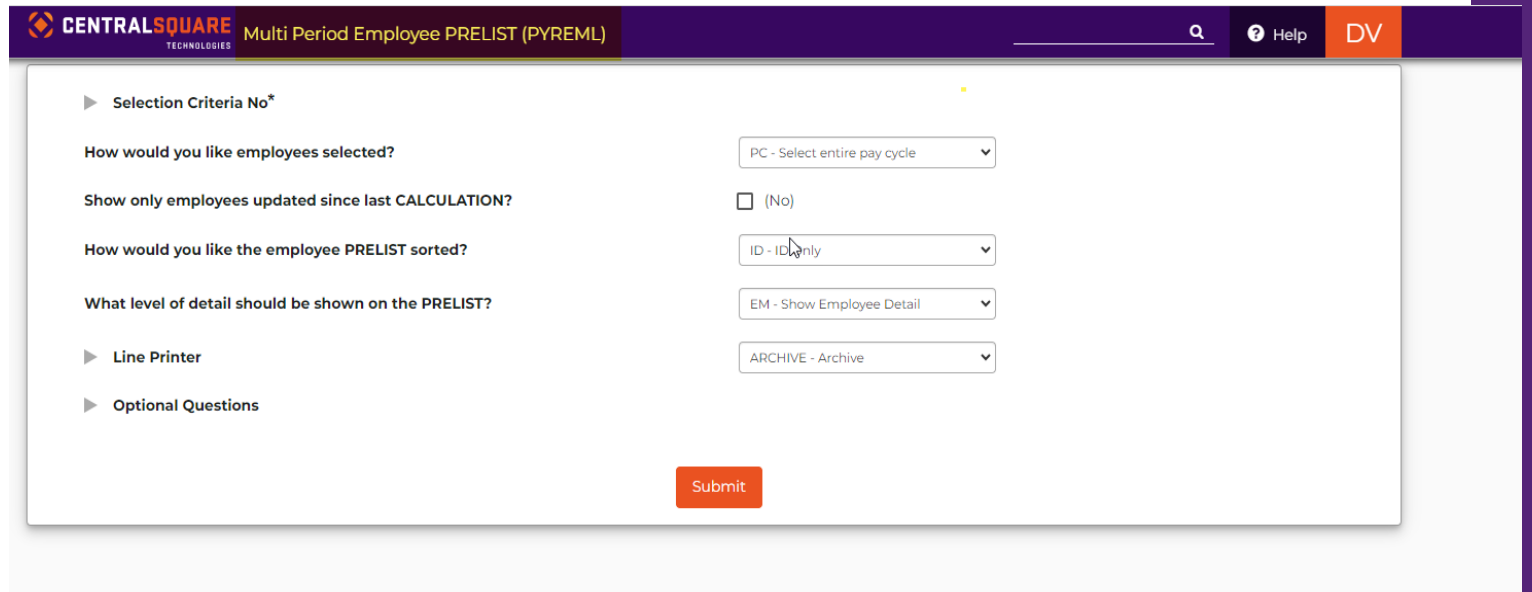 CENTRALSQUARE
TECHNOLOGIES
Multi Period Employee PRELIST (PYREML)
? Help
DV
Selection Criteria No*
How would you like employees selected?
PC - Select entire pay cycle
Show only employees updated since last CALCULATION?
(No)
How would you like the employee PRELIST sorted?
ID - ID only
What level of detail should be shown on the PRELIST?
EM - Show Employee Detail
Line Printer
ARCHIVE - Archive
Optional Questions
Submit